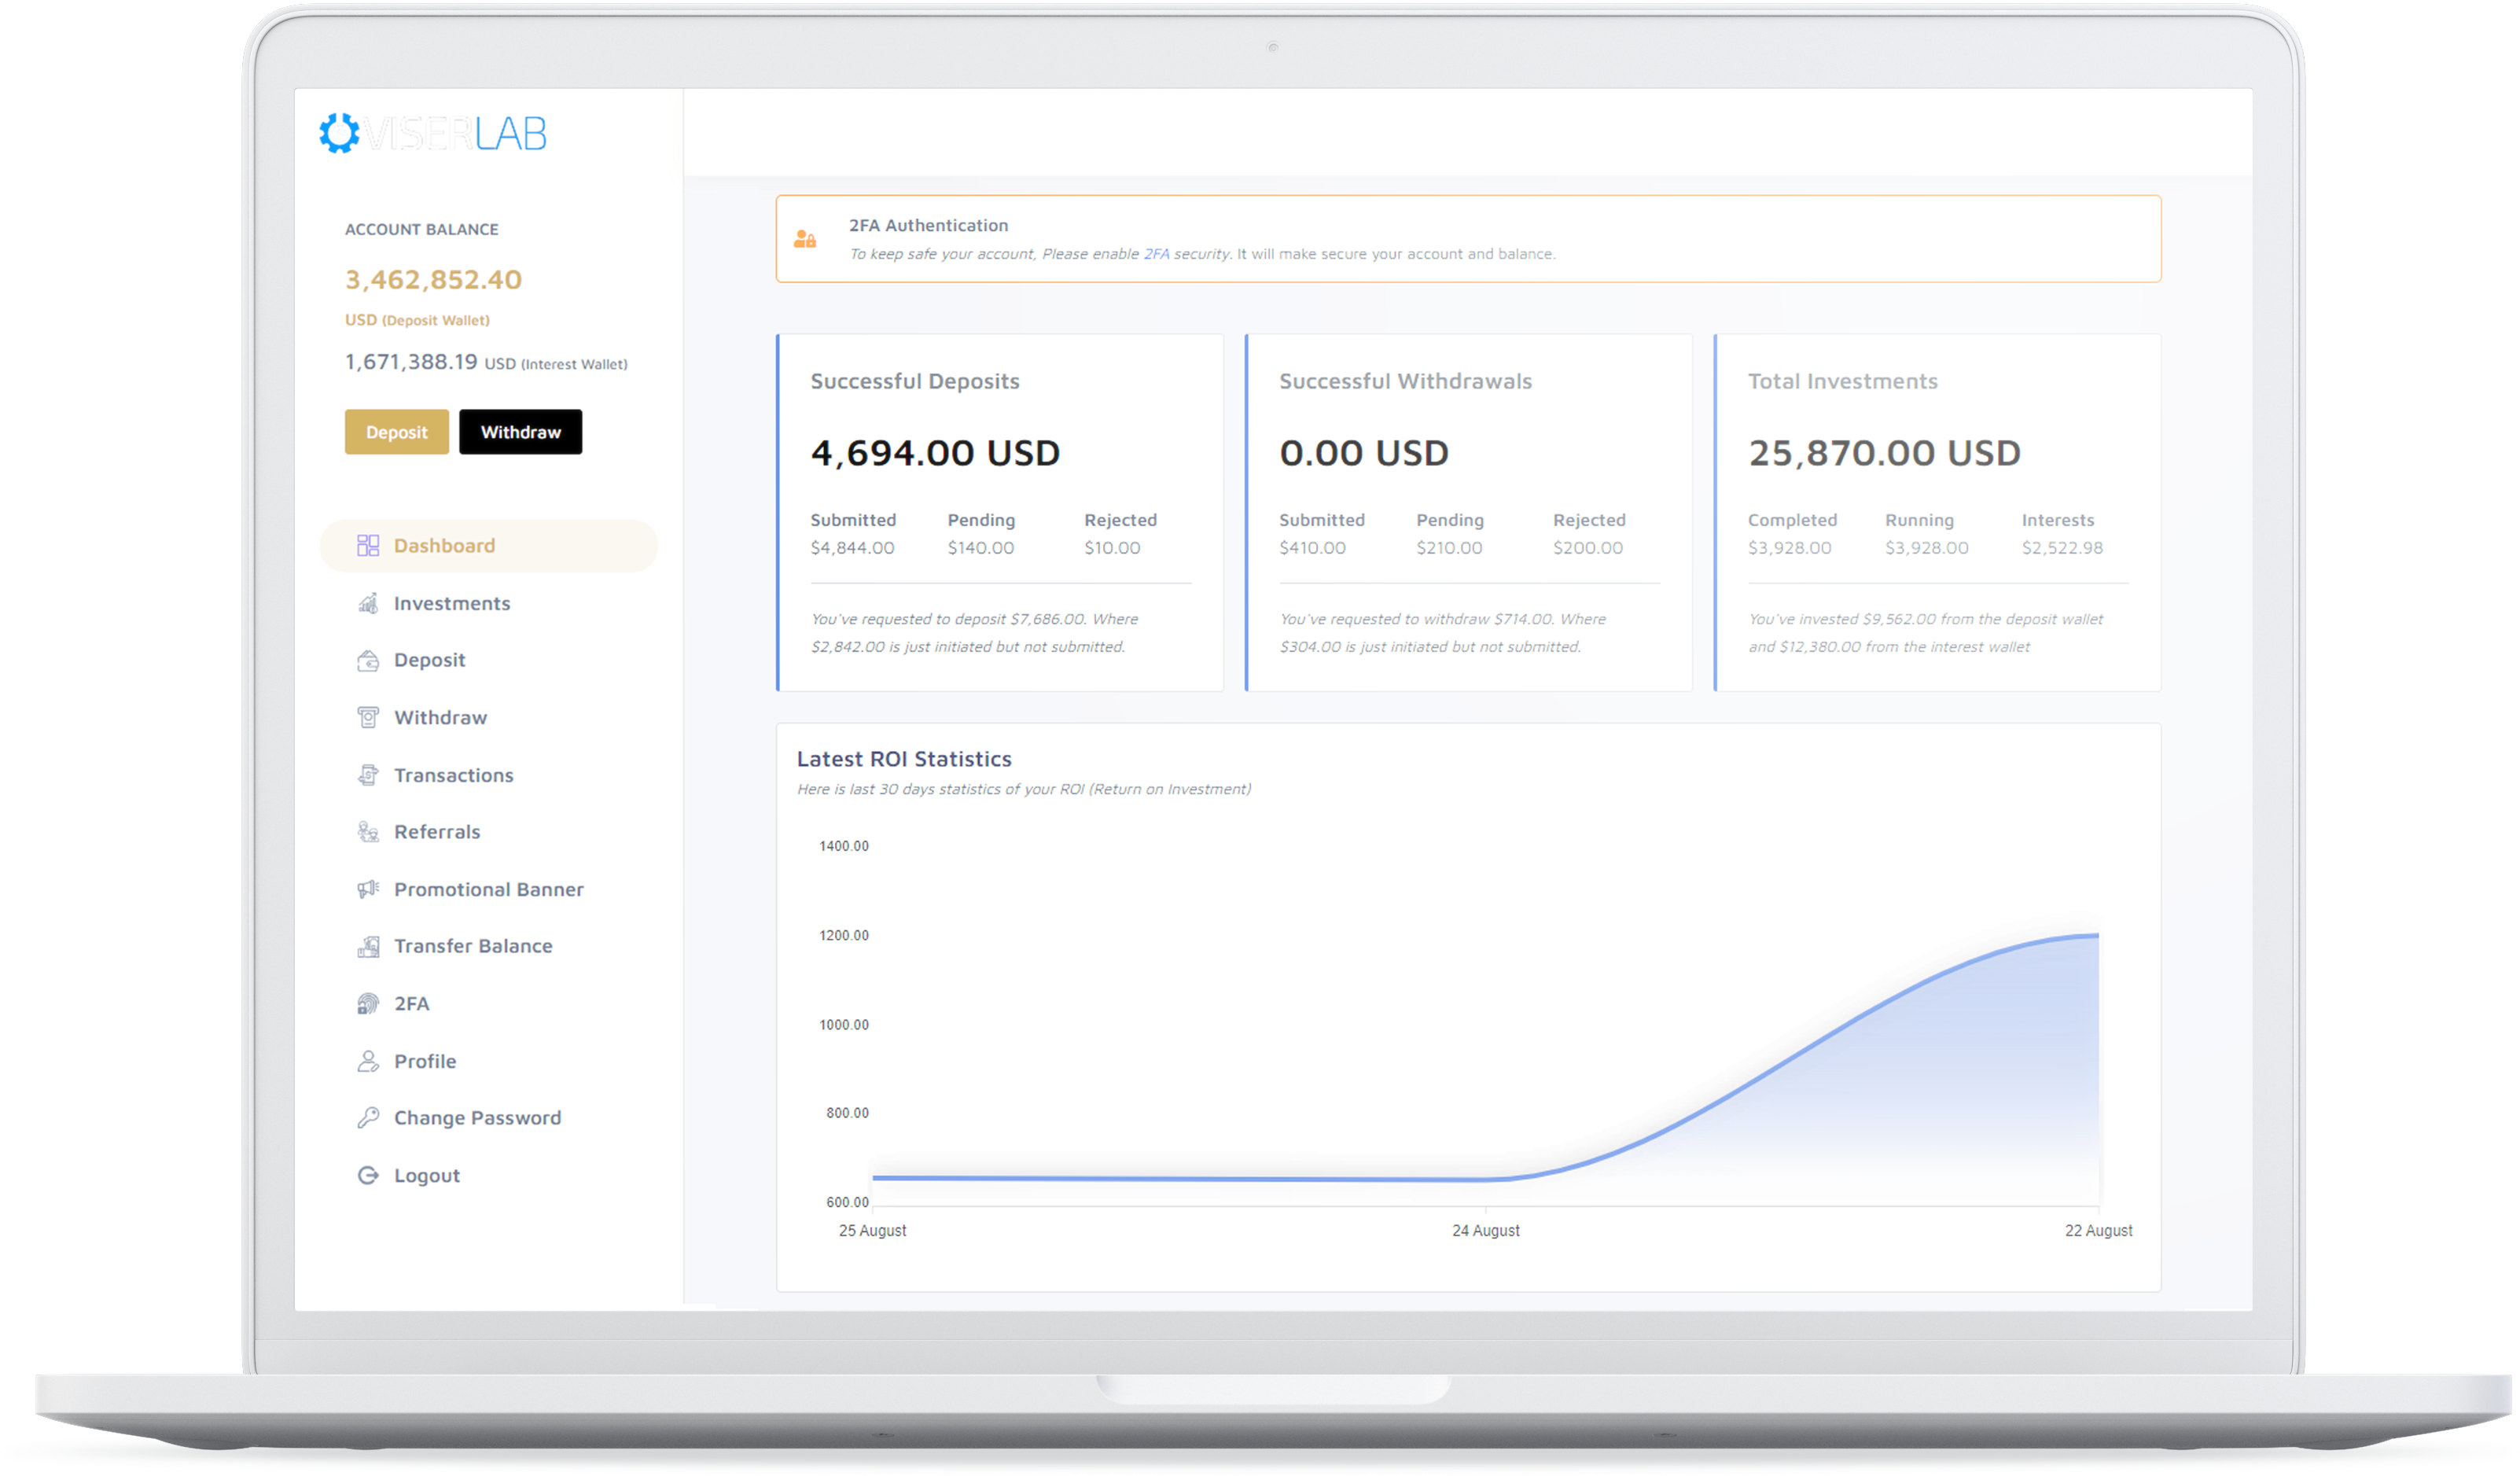 VISERLAB
ACCOUNT BALANCE
3,462,852.40
USD (Deposit Wallet)
1,671,388.19 USD (Interest Wallet)
Deposit Withdraw
Dashboard
Investments
Deposit
Withdraw
Transactions
Referrals
Promotional Banner
Transfer Balance
2FA
Profile
Change Password
Logout
2FA Authentication
To keep safe your account, Please enable 2FA security. It will make secure your account and balance.
Successful Deposits
4,694.00 USD
Submitted Pending Rejected
$4,844.00 $140.00 $10.00
You've requested to deposit $7,686.00. Where
$2,842.00 is just initiated but not submitted.
Successful Withdrawals
0.00 USD
Submitted Pending Rejected
$410.00 $210.00 $200.00
You've requested to withdraw $714.00. Where
$304.00 is just initiated but not submitted.
Total Investments
25,870.00 USD
Completed Running Interests
$3,928.00 $3,928.00 $2,522.98
You've invested $9,562.00 from the deposit wallet
and $12,380.00 from the interest wallet
Latest ROI Statistics
Here is last 30 days statistics of your ROI (Return on Investment)
1400.00
1200.00
1000.00
800.00
600.00
25 August 24 August 22 August